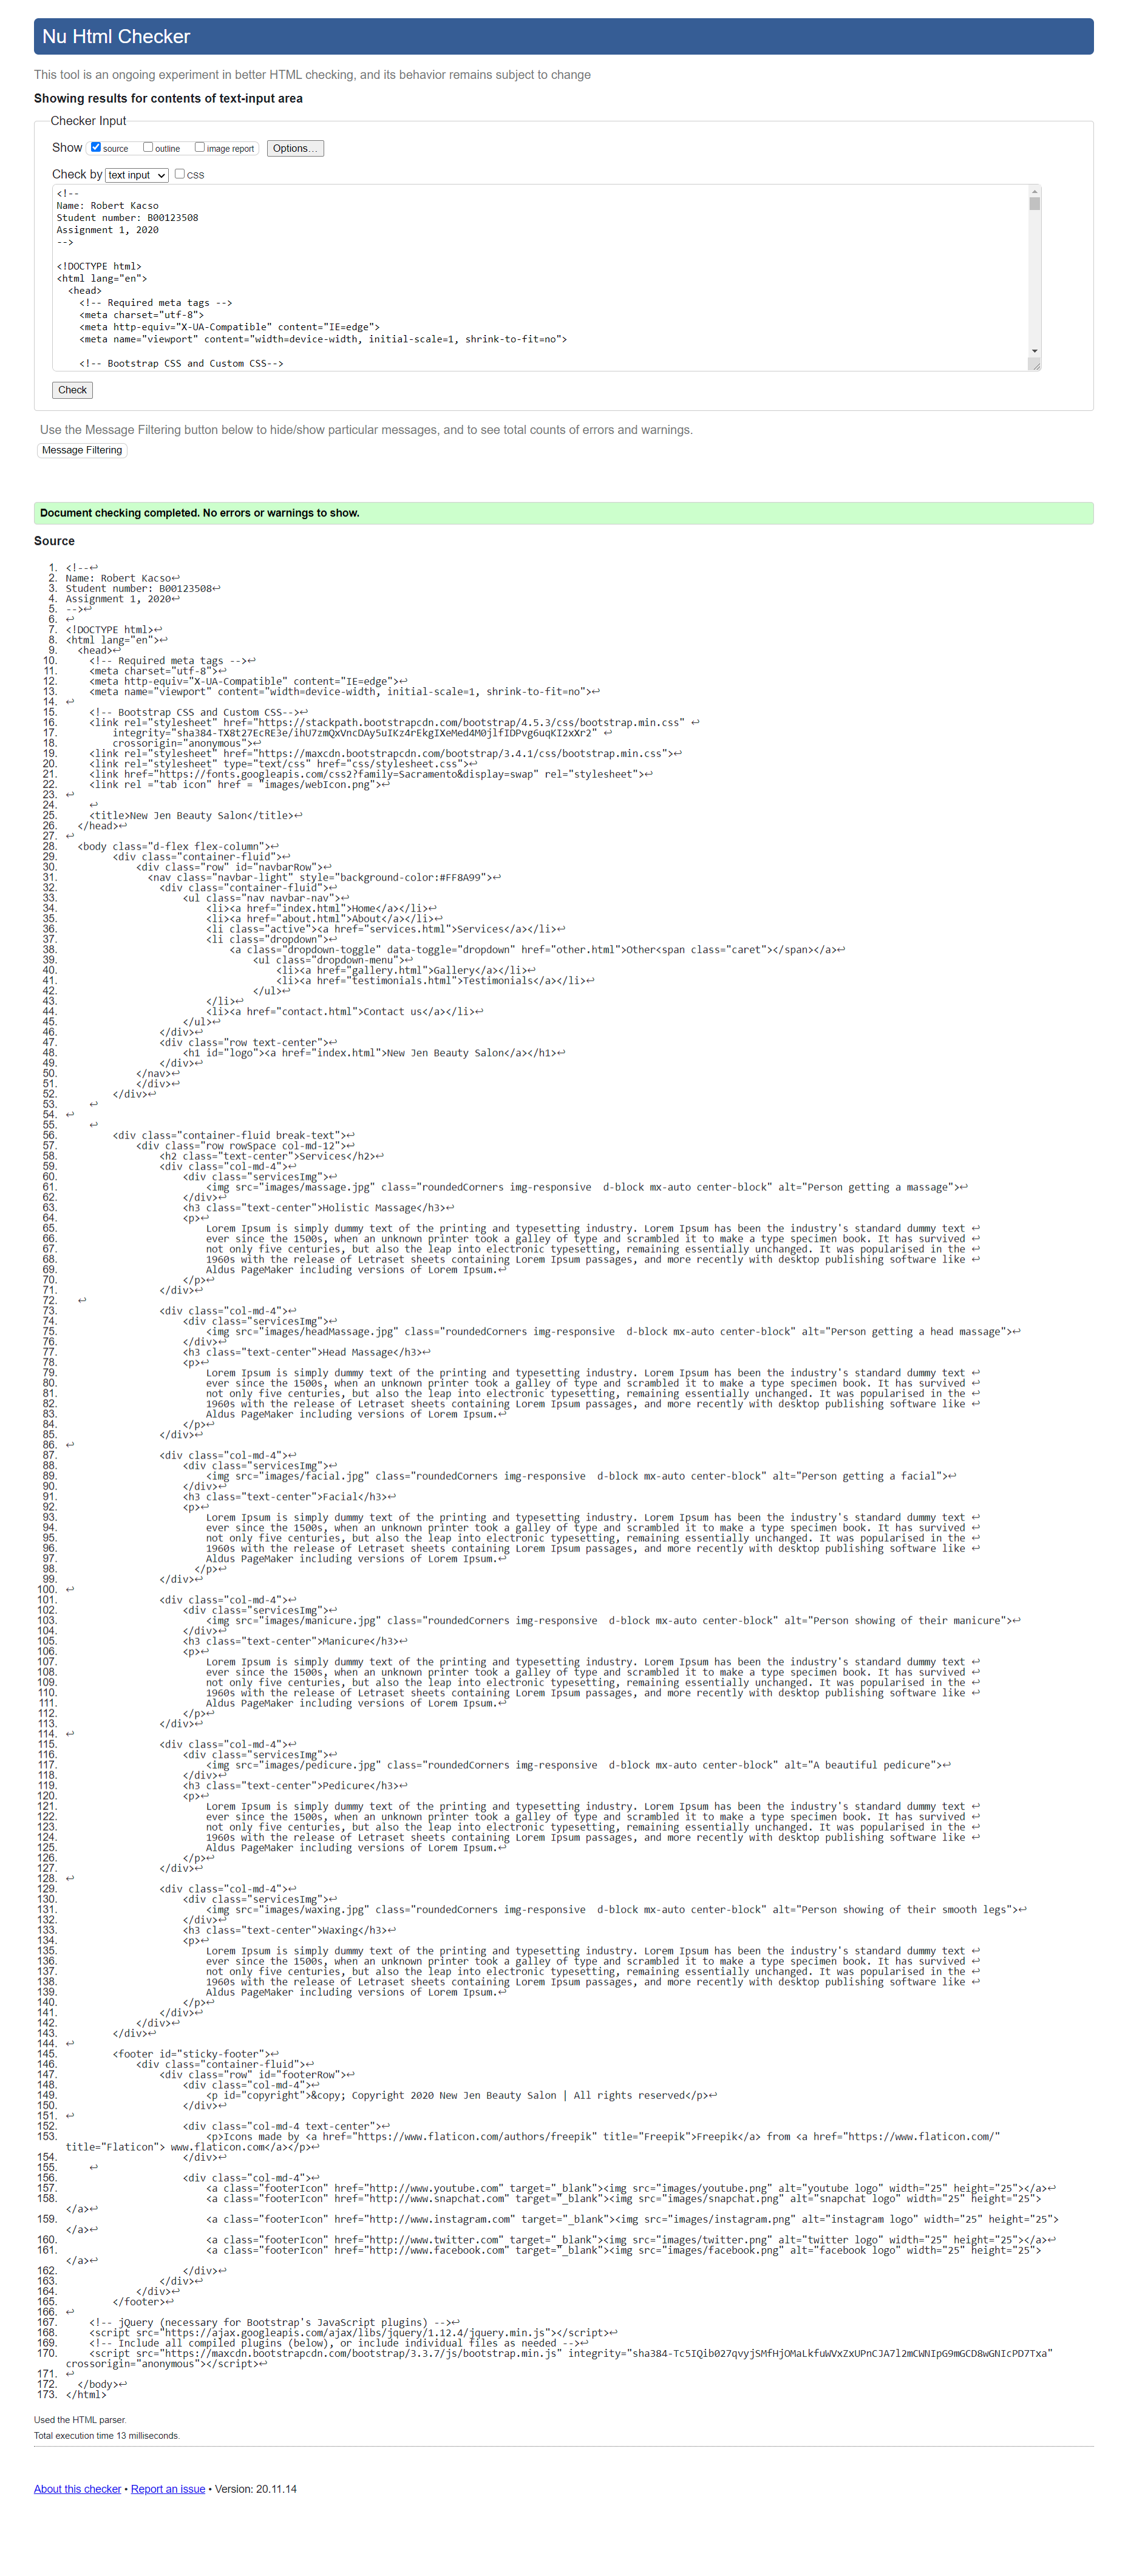 Nu Html Checker
This tool is an ongoing experiment in better HTML checking, and its behavior remains subject to change
Showing results for contents of text-input area
Checker Input
Show source outline image report Options...
Check by text input css
<!--
Name: Robert Kacso
Student number: B00123508
Assignment 1, 2020
-->
<!DOCTYPE html>
<html lang="en">
<head>
<!-- Required meta tags -->
<meta charset="utf-8">
<meta http-equiv="X-UA-Compatible" content="IE=edge">
<meta name="viewport" content="width=device-width, initial-scale=1, shrink-to-fit=no">
<!-- Bootstrap CSS and Custom CSS-->
Check
Use the Message Filtering button below to hide/show particular messages, and to see total counts of errors and warnings.
Message Filtering
Document checking completed. No errors or warnings to show.
Source
1. <!--↩
2. Name: Robert Kacso↩
3. Student number: B00123508↩
4. Assignment 1, 2020↩
5. -->↩
6. ↩
7. <!DOCTYPE html>↩
8. <html lang="en">↩
9. <head>↩
10. <!-- Required meta tags -->↩
11. <meta charset="utf-8">↩
12. <meta http-equiv="X-UA-Compatible" content="IE=edge">↩
13. <meta name="viewport" content="width=device-width, initial-scale=1, shrink-to-fit=no">↩
14. ↩
15. <!-- Bootstrap CSS and Custom CSS-->↩
16. <link rel="stylesheet" href="https://stackpath.bootstrapcdn.com/bootstrap/4.5.3/css/bootstrap.min.css" ↩
17. integrity="sha384-TX8t27EcRE3e/ihU7zmQxVncDAy5uIKz4rEkgIXeMed4M0jlfIDPvg6uqKI2xXr2" ↩
18. crossorigin="anonymous">↩
19. <link rel="stylesheet" href="https://maxcdn.bootstrapcdn.com/bootstrap/3.4.1/css/bootstrap.min.css">↩
20. <link rel="stylesheet" type="text/css" href="css/stylesheet.css">↩
21. <link href="https://fonts.googleapis.com/css2?family=Sacramento&display=swap" rel="stylesheet">↩
22. <link rel ="tab icon" href = "images/webIcon.png">↩
23. ↩
24. ↩
25. <title>New Jen Beauty Salon</title>↩
26. </head>↩
27. ↩
28. <body class="d-flex flex-column">↩
29. <div class="container-fluid">↩
30. <div class="row" id="navbarRow">↩
31. <nav class="navbar-light" style="background-color:#FF8A99">↩
32. <div class="container-fluid">↩
33. <ul class="nav navbar-nav">↩
34. <li><a href="index.html">Home</a></li>↩
35. <li><a href="about.html">About</a></li>↩
36. <li class="active"><a href="services.html">Services</a></li>↩
37. <li class="dropdown">↩
38. <a class="dropdown-toggle" data-toggle="dropdown" href="other.html">Other<span class="caret"></span></a>↩
39. <ul class="dropdown-menu">↩
40. <li><a href="gallery.html">Gallery</a></li>↩
41. <li><a href="testimonials.html">Testimonials</a></li>↩
42. </ul>↩
43. </li>↩
44. <li><a href="contact.html">Contact us</a></li>↩
45. </ul>↩
46. </div>↩
47. <div class="row text-center">↩
48. <h1 id="logo"><a href="index.html">New Jen Beauty Salon</a></h1>↩
49. </div>↩
50. </nav>↩
51. </div>↩
52. </div>↩
53. ↩
54. ↩
55. ↩
56. <div class="container-fluid break-text">↩
57. <div class="row rowSpace col-md-12">↩
58. <h2 class="text-center">Services</h2>↩
59. <div class="col-md-4">↩
60. <div class="servicesImg">↩
61. <img src="images/massage.jpg" class="roundedCorners img-responsive  d-block mx-auto center-block" alt="Person getting a massage">↩
62. </div>↩
63. <h3 class="text-center">Holistic Massage</h3>↩
64. <p>↩
65. Lorem Ipsum is simply dummy text of the printing and typesetting industry. Lorem Ipsum has been the industry's standard dummy text ↩
66. ever since the 1500s, when an unknown printer took a galley of type and scrambled it to make a type specimen book. It has survived ↩
67. not only five centuries, but also the leap into electronic typesetting, remaining essentially unchanged. It was popularised in the ↩
68. 1960s with the release of Letraset sheets containing Lorem Ipsum passages, and more recently with desktop publishing software like ↩
69. Aldus PageMaker including versions of Lorem Ipsum.↩
70. </p>↩
71. </div>↩
72. ↩
73. <div class="col-md-4">↩
74. <div class="servicesImg">↩
75. <img src="images/headMassage.jpg" class="roundedCorners img-responsive  d-block mx-auto center-block" alt="Person getting a head massage">↩
76. </div>↩
77. <h3 class="text-center">Head Massage</h3>↩
78. <p>↩
79. Lorem Ipsum is simply dummy text of the printing and typesetting industry. Lorem Ipsum has been the industry's standard dummy text ↩
80. ever since the 1500s, when an unknown printer took a galley of type and scrambled it to make a type specimen book. It has survived ↩
81. not only five centuries, but also the leap into electronic typesetting, remaining essentially unchanged. It was popularised in the ↩
82. 1960s with the release of Letraset sheets containing Lorem Ipsum passages, and more recently with desktop publishing software like ↩
83. Aldus PageMaker including versions of Lorem Ipsum.↩
84. </p>↩
85. </div>↩
86. ↩
87. <div class="col-md-4">↩
88. <div class="servicesImg">↩
89. <img src="images/facial.jpg" class="roundedCorners img-responsive  d-block mx-auto center-block" alt="Person getting a facial">↩
90. </div>↩
91. <h3 class="text-center">Facial</h3>↩
92. <p>↩
93. Lorem Ipsum is simply dummy text of the printing and typesetting industry. Lorem Ipsum has been the industry's standard dummy text ↩
94. ever since the 1500s, when an unknown printer took a galley of type and scrambled it to make a type specimen book. It has survived ↩
95. not only five centuries, but also the leap into electronic typesetting, remaining essentially unchanged. It was popularised in the ↩
96. 1960s with the release of Letraset sheets containing Lorem Ipsum passages, and more recently with desktop publishing software like ↩
97. Aldus PageMaker including versions of Lorem Ipsum.↩
98. </p>↩
99. </div>↩
100. ↩
101. <div class="col-md-4">↩
102. <div class="servicesImg">↩
103. <img src="images/manicure.jpg" class="roundedCorners img-responsive  d-block mx-auto center-block" alt="Person showing of their manicure">↩
104. </div>↩
105. <h3 class="text-center">Manicure</h3>↩
106. <p>↩
107. Lorem Ipsum is simply dummy text of the printing and typesetting industry. Lorem Ipsum has been the industry's standard dummy text ↩
108. ever since the 1500s, when an unknown printer took a galley of type and scrambled it to make a type specimen book. It has survived ↩
109. not only five centuries, but also the leap into electronic typesetting, remaining essentially unchanged. It was popularised in the ↩
110. 1960s with the release of Letraset sheets containing Lorem Ipsum passages, and more recently with desktop publishing software like ↩
111. Aldus PageMaker including versions of Lorem Ipsum.↩
112. </p>↩
113. </div>↩
114. ↩
115. <div class="col-md-4">↩
116. <div class="servicesImg">↩
117. <img src="images/pedicure.jpg" class="roundedCorners img-responsive  d-block mx-auto center-block" alt="A beautiful pedicure">↩
118. </div>↩
119. <h3 class="text-center">Pedicure</h3>↩
120. <p>↩
121. Lorem Ipsum is simply dummy text of the printing and typesetting industry. Lorem Ipsum has been the industry's standard dummy text ↩
122. ever since the 1500s, when an unknown printer took a galley of type and scrambled it to make a type specimen book. It has survived ↩
123. not only five centuries, but also the leap into electronic typesetting, remaining essentially unchanged. It was popularised in the ↩
124. 1960s with the release of Letraset sheets containing Lorem Ipsum passages, and more recently with desktop publishing software like ↩
125. Aldus PageMaker including versions of Lorem Ipsum.↩
126. </p>↩
127. </div>↩
128. ↩
129. <div class="col-md-4">↩
130. <div class="servicesImg">↩
131. <img src="images/waxing.jpg" class="roundedCorners img-responsive  d-block mx-auto center-block" alt="Person showing of their smooth legs">↩
132. </div>↩
133. <h3 class="text-center">Waxing</h3>↩
134. <p>↩
135. Lorem Ipsum is simply dummy text of the printing and typesetting industry. Lorem Ipsum has been the industry's standard dummy text ↩
136. ever since the 1500s, when an unknown printer took a galley of type and scrambled it to make a type specimen book. It has survived ↩
137. not only five centuries, but also the leap into electronic typesetting, remaining essentially unchanged. It was popularised in the ↩
138. 1960s with the release of Letraset sheets containing Lorem Ipsum passages, and more recently with desktop publishing software like ↩
139. Aldus PageMaker including versions of Lorem Ipsum.↩
140. </p>↩
141. </div>↩
142. </div>↩
143. </div>↩
144. ↩
145. <footer id="sticky-footer">↩
146. <div class="container-fluid">↩
147. <div class="row" id="footerRow">↩
148. <div class="col-md-4">↩
149. <p id="copyright">&copy; Copyright 2020 New Jen Beauty Salon | All rights reserved</p>↩
150. </div>↩
151. ↩
152. <div class="col-md-4 text-center">↩
153. <p>Icons made by <a href="https://www.flaticon.com/authors/freepik" title="Freepik">Freepik</a> from <a href="https://www.flaticon.com/"
title="Flaticon"> www.flaticon.com</a></p>↩
154. </div>↩
155. ↩
156. <div class="col-md-4">↩
157. <a class="footerIcon" href="http://www.youtube.com" target="_blank"><img src="images/youtube.png" alt="youtube logo" width="25" height="25"></a>↩
158. <a class="footerIcon" href="http://www.snapchat.com" target="_blank"><img src="images/snapchat.png" alt="snapchat logo" width="25" height="25">
</a>↩
159. <a class="footerIcon" href="http://www.instagram.com" target="_blank"><img src="images/instagram.png" alt="instagram logo" width="25" height="25">
</a>↩
160. <a class="footerIcon" href="http://www.twitter.com" target="_blank"><img src="images/twitter.png" alt="twitter logo" width="25" height="25"></a>↩
161. <a class="footerIcon" href="http://www.facebook.com" target="_blank"><img src="images/facebook.png" alt="facebook logo" width="25" height="25">
</a>↩
162. </div>↩
163. </div>↩
164. </div>↩
165. </footer>↩
166. ↩
167. <!-- jQuery (necessary for Bootstrap's JavaScript plugins) -->↩
168. <script src="https://ajax.googleapis.com/ajax/libs/jquery/1.12.4/jquery.min.js"></script>↩
169. <!-- Include all compiled plugins (below), or include individual files as needed -->↩
170. <script src="https://maxcdn.bootstrapcdn.com/bootstrap/3.3.7/js/bootstrap.min.js" integrity="sha384-Tc5IQib027qvyjSMfHjOMaLkfuWVxZxUPnCJA7l2mCWNIpG9mGCD8wGNIcPD7Txa"
crossorigin="anonymous"></script>↩
171. ↩
172. </body>↩
173. </html>
Used the HTML parser.
Total execution time 13 milliseconds.
About this checker • Report an issue • Version: 20.11.14